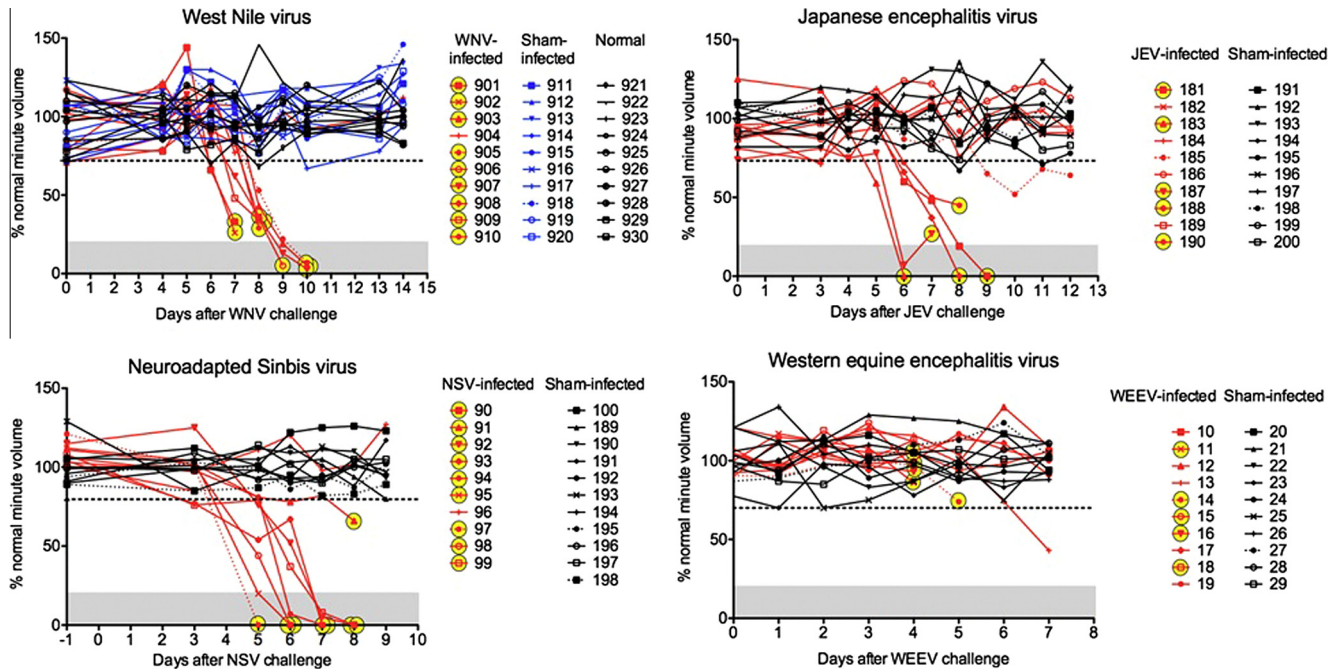 West Nile virus
% normal minute volume
150
100
50
0
0 1 2 3 4 5 6 7 8 9 10 11 12 13 14 15
Days after WNV challenge
WNV-infected Sham-infected Normal
901 911 921
902 912 922
903 913 923
904 914 924
905 915 925
906 916 926
907 917 927
908 918 928
909 919 929
910 920 930
Japanese encephalitis virus
% normal minute volume
150
100
50
0
0 1 2 3 4 5 6 7 8 9 10 11 12 13
Days after JEV challenge
JEV-infected Sham-infected
181 191
182 192
183 193
184 194
185 195
186 196
187 197
188 198
189 199
190 200
Neuroadapted Sinbis virus
% normal minute volume
150
100
50
0
-1 0 1 2 3 4 5 6 7 8 9 10
Days after NSV challenge
NSV-infected Sham-infected
90 100
91 189
92 190
93 191
94 192
95 193
96 194
97 195
98 196
99 197
198
Western equine encephalitis virus
% normal minute volume
150
100
50
0
0 1 2 3 4 5 6 7 8
Days after WEEV challenge
WEEV-infected Sham-infected
10 20
11 21
12 22
13 23
14 24
15 25
16 26
17 27
18 28
19 29